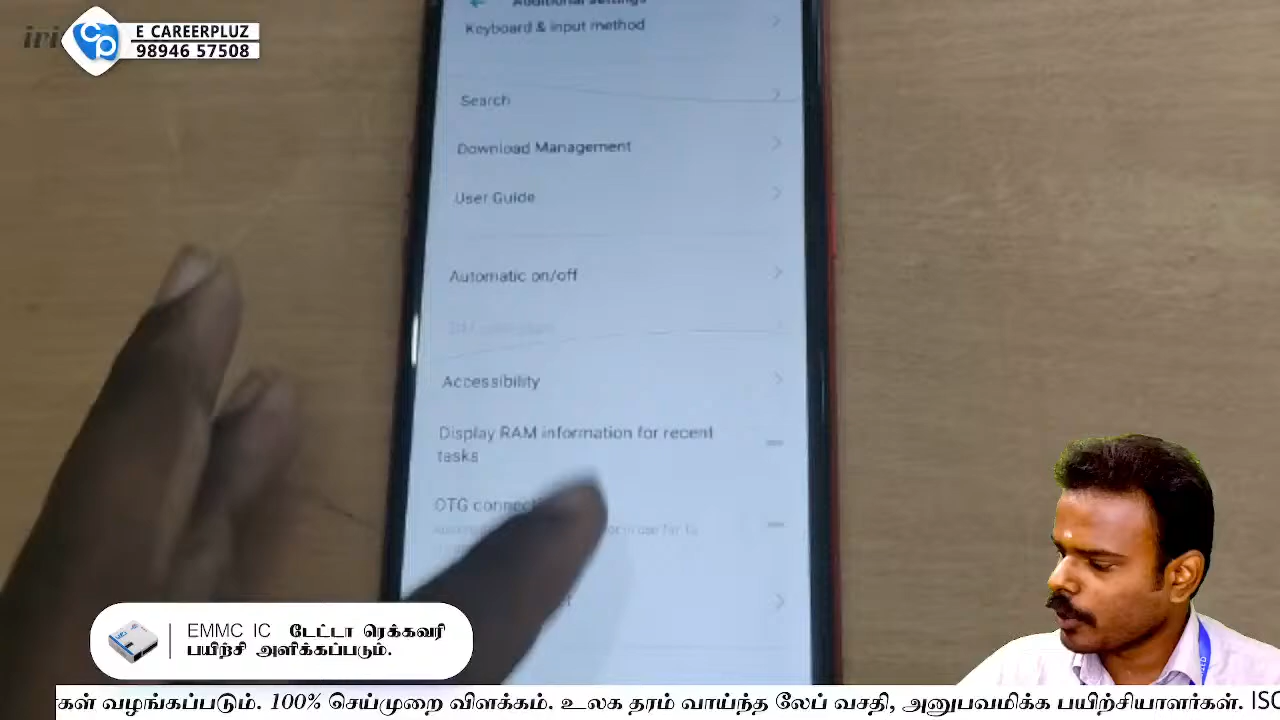 E CAREERPLUZ
98946 57508
Additional settings
Keyboard & input method
Search
Download Management
User Guide
Automatic on/off
Accessibility
Display RAM information for recent
tasks
OTG
EMMC IC டேட்டா ரெக்கவரி
பயிற்சி அளிக்கப்படும்.
கள் வழங்கப்படும். 100% செய்முறை விளக்கம். உலக தரம் வாய்ந்த லேப் வசதி, அனுபவமிக்க பயிற்சியாளர்கள்.